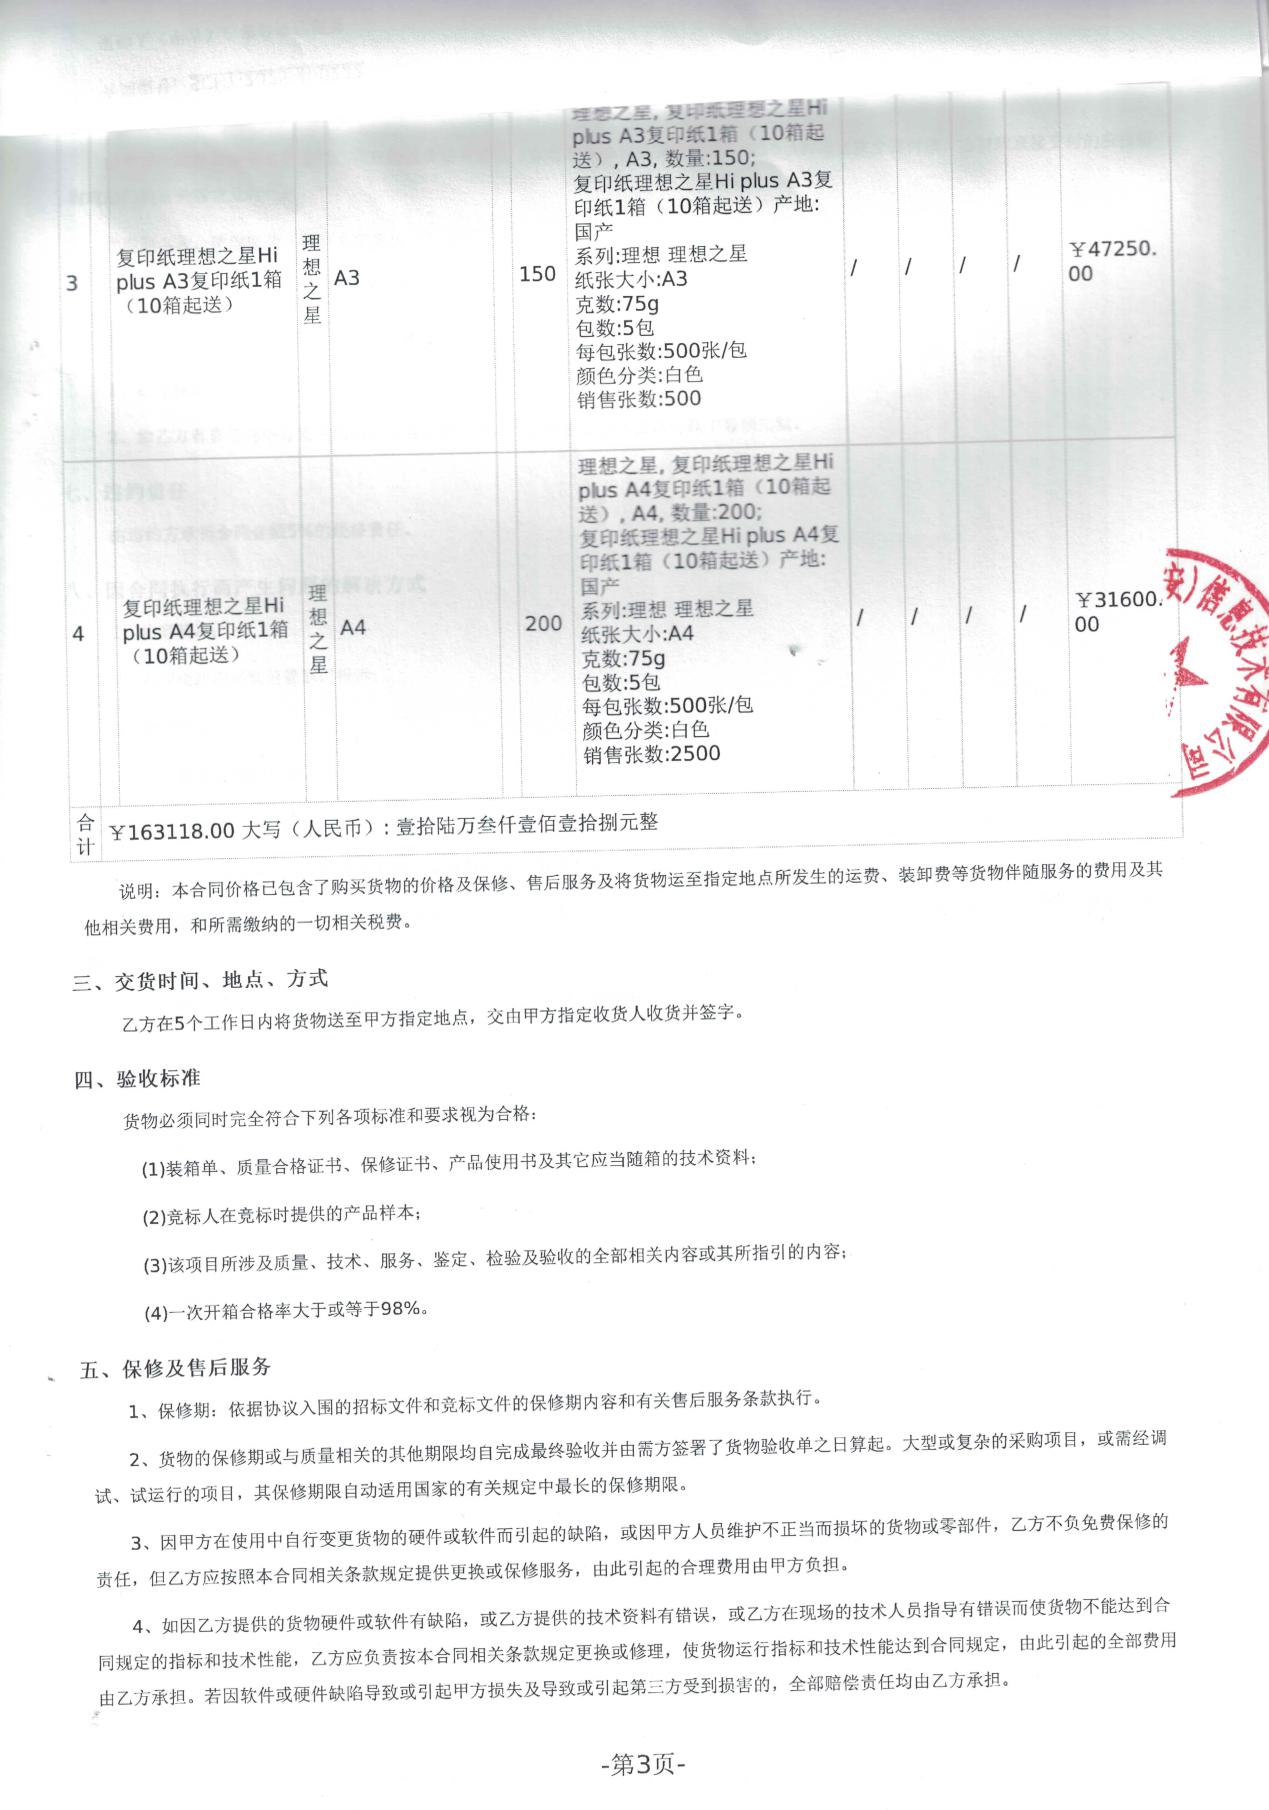 3
复印纸理想之星Hi
plus A3复印纸1箱
（10箱起送）
理
想
之
星
A3
150
理想之星, 复印纸理想之星Hi
plus A3复印纸1箱（10箱起
送）, A3, 数量:150;
复印纸理想之星Hi plus A3复
印纸1箱（10箱起送）产地:
国产
系列:理想 理想之星
纸张大小:A3
克数:75g
包数:5包
每包张数:500张/包
颜色分类:白色
销售张数:500
/ / / /
￥47250.
00
4
复印纸理想之星Hi
plus A4复印纸1箱
（10箱起送）
理
想
之
星
A4
200
理想之星, 复印纸理想之星Hi
plus A4复印纸1箱（10箱起
送）, A4, 数量:200;
复印纸理想之星Hi plus A4复
印纸1箱（10箱起送）产地:
国产
系列:理想 理想之星
纸张大小:A4
克数:75g
包数:5包
每包张数:500张/包
颜色分类:白色
销售张数:2500
/ / / /
￥31600.
00
安）信息技术有限公司
合
计
￥163118.00 大写（人民币）: 壹拾陆万叁仟壹佰壹拾捌元整
说明：本合同价格已包含了购买货物的价格及保修、售后服务及将货物运至指定地点所发生的运费、装卸费等货物伴随服务的费用及其
他相关费用，和所需缴纳的一切相关税费。
三、交货时间、地点、方式
乙方在5个工作日内将货物送至甲方指定地点，交由甲方指定收货人收货并签字。
四、验收标准
货物必须同时完全符合下列各项标准和要求视为合格：
(1)装箱单、质量合格证书、保修证书、产品使用书及其它应当随箱的技术资料；
(2)竞标人在竞标时提供的产品样本；
(3)该项目所涉及质量、技术、服务、鉴定、检验及验收的全部相关内容或其所指引的内容；
(4)一次开箱合格率大于或等于98%。
五、保修及售后服务
1、保修期：依据协议入围的招标文件和竞标文件的保修期内容和有关售后服务条款执行。
2、货物的保修期或与质量相关的其他期限均自完成最终验收并由需方签署了货物验收单之日算起。大型或复杂的采购项目，或需经调
试、试运行的项目，其保修期限自动适用国家的有关规定中最长的保修期限。
3、因甲方在使用中自行变更货物的硬件或软件而引起的缺陷，或因甲方人员维护不正当而损坏的货物或零部件，乙方不负免费保修的
责任，但乙方应按照本合同相关条款规定提供更换或保修服务，由此引起的合理费用由甲方负担。
4、如因乙方提供的货物硬件或软件有缺陷，或乙方提供的技术资料有错误，或乙方在现场的技术人员指导有错误而使货物不能达到合
同规定的指标和技术性能，乙方应负责按本合同相关条款规定更换或修理，使货物运行指标和技术性能达到合同规定，由此引起的全部费用
由乙方承担。若因软件或硬件缺陷导致或引起甲方损失及导致或引起第三方受到损害的，全部赔偿责任均由乙方承担。
-第3页-